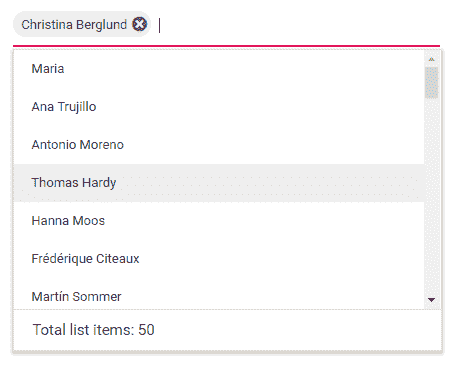 Christina Berglund
Maria
Ana Trujillo
Antonio Moreno
Thomas Hardy
Hanna Moos
Frédérique Citeaux
Martín Sommer
Total list items: 50